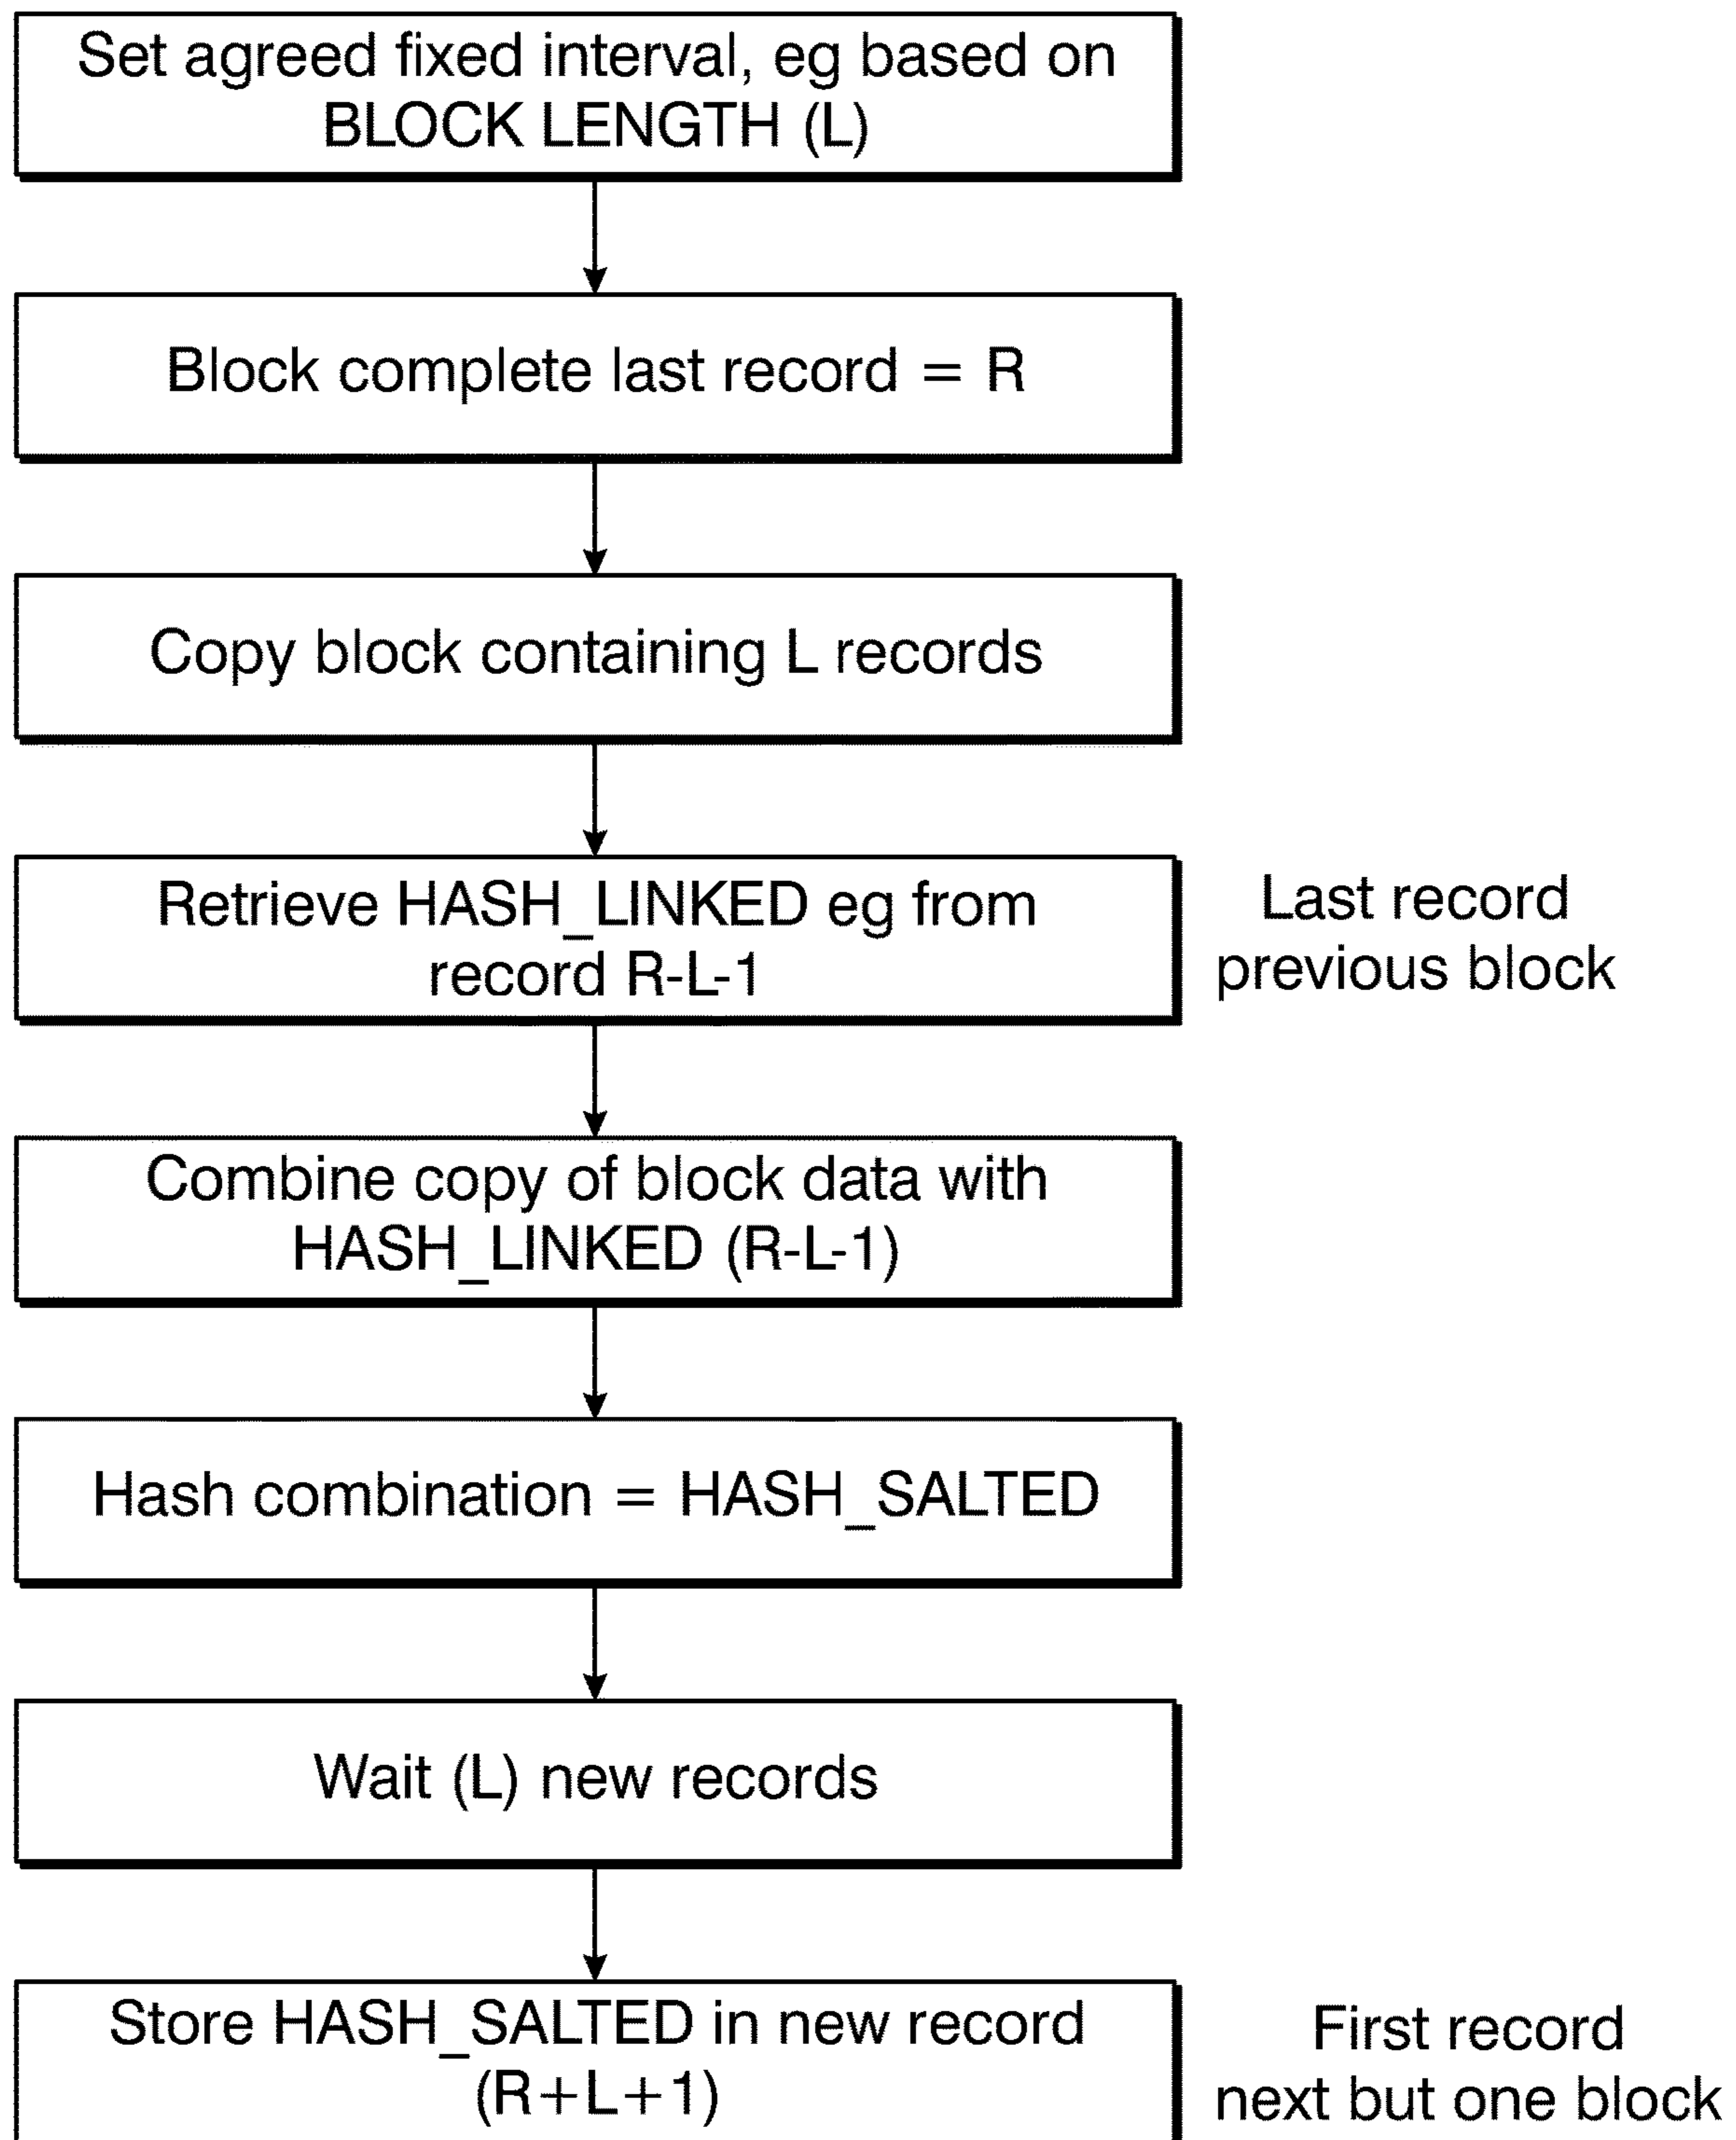 Set agreed fixed interval, eg based on
BLOCK LENGTH (L)
Block complete last record = R
Copy block containing L records
Retrieve HASH_LINKED eg from
record R-L-1
Last record
previous block
Combine copy of block data with
HASH_LINKED (R-L-1)
Hash combination = HASH_SALTED
Wait (L) new records
Store HASH_SALTED in new record
(R+L+1)
First record
next but one block